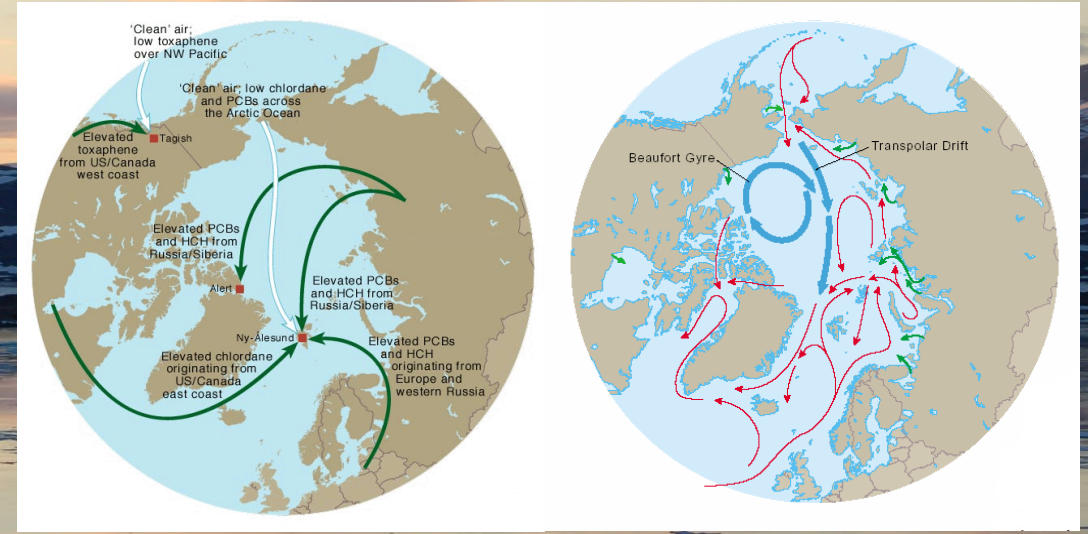 ‘Clean’ air;
low toxaphene
over NW Pacific
‘Clean’ air; low chlordane
and PCBs across
the Arctic Ocean
Elevated
toxaphene
from US/Canada
west coast
Tagish
Elevated PCBs
and HCH from
Russia/Siberia
Alert
Elevated PCBs
and HCH from
Russia/Siberia
Ny-Ålesund
Elevated chlordane
originating from
US/Canada
east coast
Elevated PCBs
and HCH
originating from
Europe and
western Russia
Beaufort Gyre
Transpolar Drift